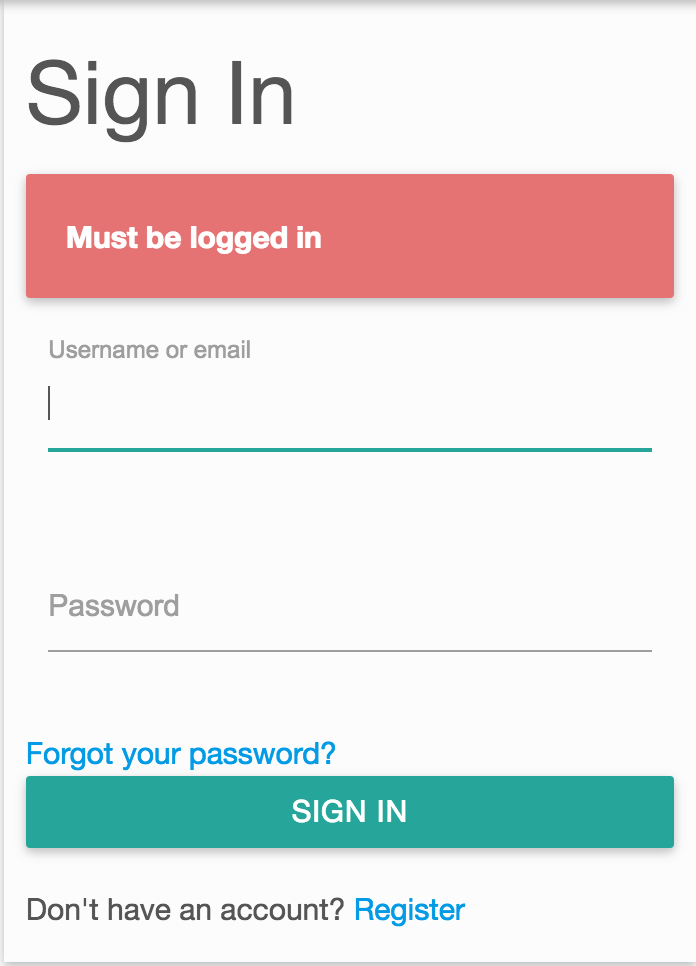 Sign In
Must be logged in
Username or email
Password
Forgot your password?
SIGN IN
Don't have an account? Register